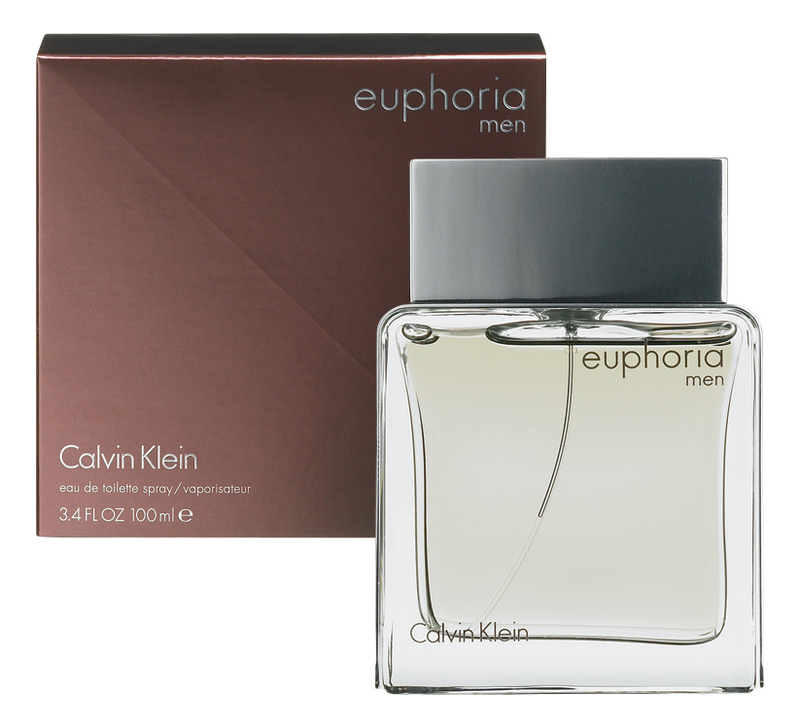 euphoria
men
Calvin Klein
eau de toilette spray/vaporisateur
3.4 FL OZ 100 ml ℮
euphoria
men
Calvin Klein